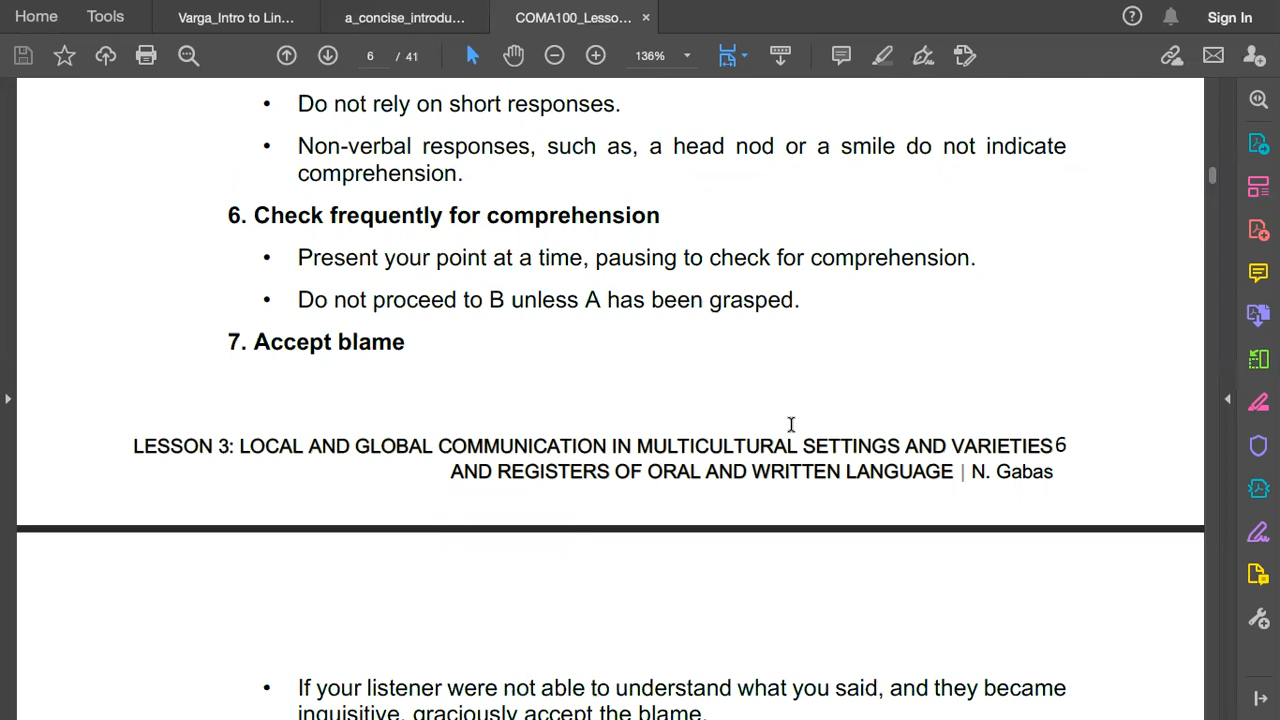 Home Tools Varga_Intro to Lin... a_concise_introdu... COMA100_Lesso... × Sign In
6 / 41 136%
• Do not rely on short responses.
• Non-verbal responses, such as, a head nod or a smile do not indicate
comprehension.
6. Check frequently for comprehension
• Present your point at a time, pausing to check for comprehension.
• Do not proceed to B unless A has been grasped.
7. Accept blame
LESSON 3: LOCAL AND GLOBAL COMMUNICATION IN MULTICULTURAL SETTINGS AND VARIETIES 6
AND REGISTERS OF ORAL AND WRITTEN LANGUAGE | N. Gabas
• If your listener were not able to understand what you said, and they became
inquisitive, graciously accept the blame.